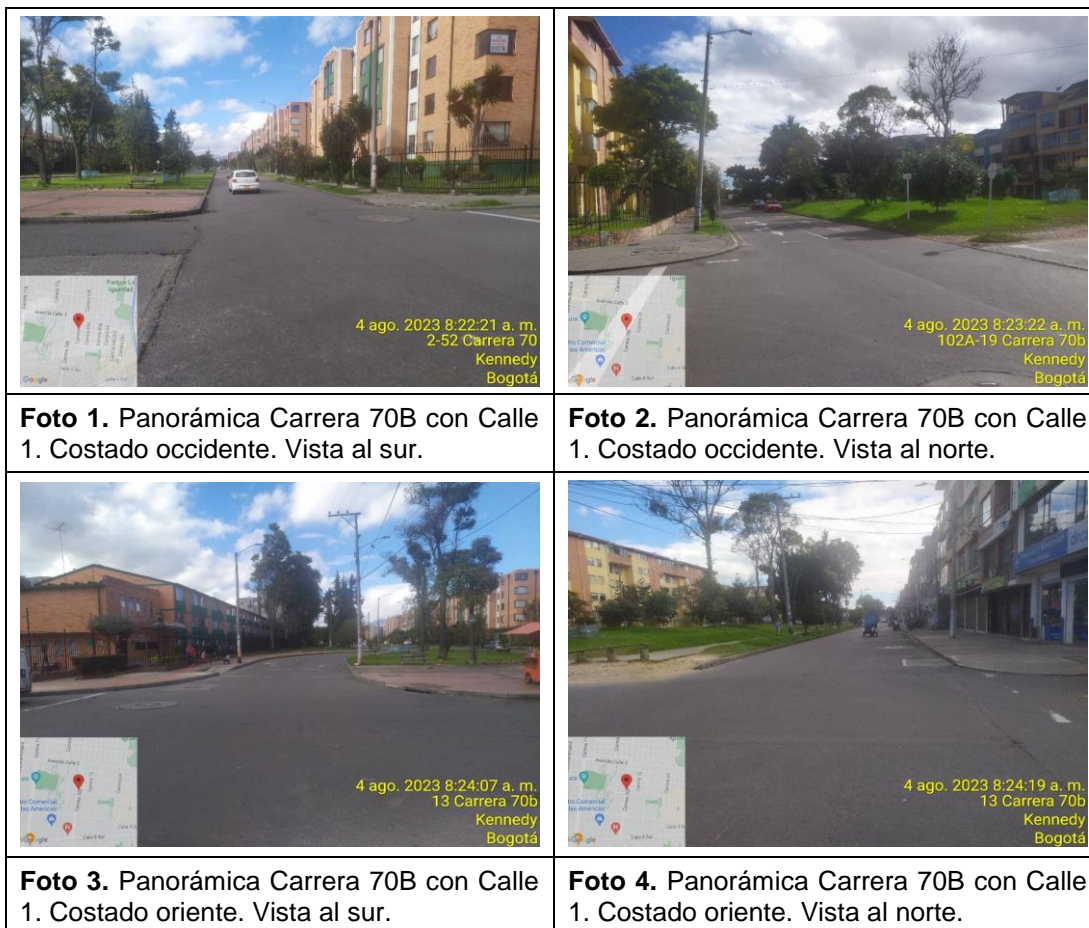 4 ago. 2023 8:22:21 a. m.
2-52 Carrera 70
Kennedy
Bogotá
Google
4 ago. 2023 8:23:22 a. m.
102A-19 Carrera 70b
Kennedy
Bogotá
Google
Foto 1. Panorámica Carrera 70B con Calle
1. Costado occidente. Vista al sur.
Foto 2. Panorámica Carrera 70B con Calle
1. Costado occidente. Vista al norte.
4 ago. 2023 8:24:07 a. m.
13 Carrera 70b
Kennedy
Bogotá
4 ago. 2023 8:24:19 a. m.
13 Carrera 70b
Kennedy
Bogotá
Foto 3. Panorámica Carrera 70B con Calle
1. Costado oriente. Vista al sur.
Foto 4. Panorámica Carrera 70B con Calle
1. Costado oriente. Vista al norte.